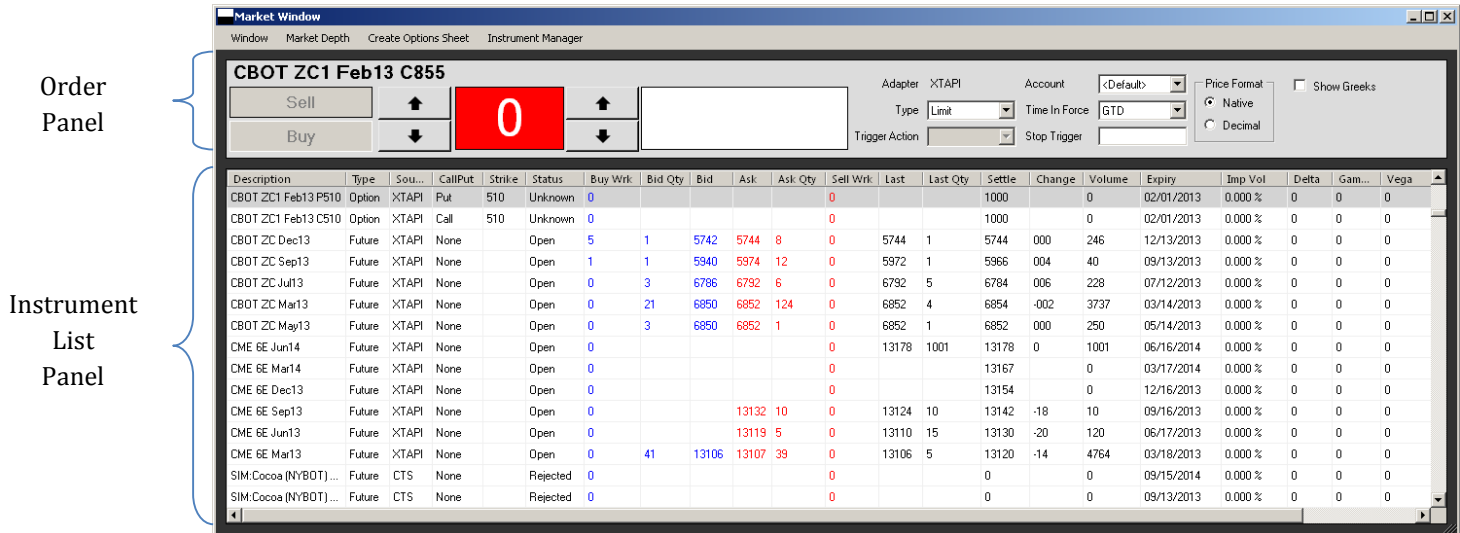 Market Window
Window Market Depth Create Options Sheet Instrument Manager
Order
Panel
CBOT ZC1 Feb13 C855
Sell
Buy
0
Adapter XTAPI Account <Default> Price Format Show Greeks
Type Limit Time In Force GTD Native
Trigger Action Stop Trigger Decimal
Instrument
List
Panel
Description Type Sou... CallPut Strike Status Buy Wrk Bid Qty Bid Ask Ask Qty Sell Wrk Last Last Qty Settle Change Volume Expiry Imp Vol Delta Gam... Vega
CBOT ZC1 Feb13 P510 Option XTAPI Put 510 Unknown 0 0 1000 0 02/01/2013 0.000 % 0 0 0
CBOT ZC1 Feb13 C510 Option XTAPI Call 510 Unknown 0 0 1000 0 02/01/2013 0.000 % 0 0 0
CBOT ZC Dec13 Future XTAPI None Open 5 1 5742 5744 8 0 5744 1 5744 000 246 12/13/2013 0.000 % 0 0 0
CBOT ZC Sep13 Future XTAPI None Open 1 1 5940 5974 12 0 5972 1 5966 004 40 09/13/2013 0.000 % 0 0 0
CBOT ZC Jul13 Future XTAPI None Open 0 3 6786 6792 6 0 6792 5 6784 006 228 07/12/2013 0.000 % 0 0 0
CBOT ZC Mar13 Future XTAPI None Open 0 21 6850 6852 124 0 6852 4 6854 -002 3737 03/14/2013 0.000 % 0 0 0
CBOT ZC May13 Future XTAPI None Open 0 3 6850 6852 1 0 6852 1 6852 000 250 05/14/2013 0.000 % 0 0 0
CME 6E Jun14 Future XTAPI None Open 0 0 13178 1001 13178 0 1001 06/16/2014 0.000 % 0 0 0
CME 6E Mar14 Future XTAPI None Open 0 0 13167 0 03/17/2014 0.000 % 0 0 0
CME 6E Dec13 Future XTAPI None Open 0 0 13154 0 12/16/2013 0.000 % 0 0 0
CME 6E Sep13 Future XTAPI None Open 0 13132 10 0 13124 10 13142 -18 10 09/16/2013 0.000 % 0 0 0
CME 6E Jun13 Future XTAPI None Open 0 13119 5 0 13110 15 13130 -20 120 06/17/2013 0.000 % 0 0 0
CME 6E Mar13 Future XTAPI None Open 0 41 13106 13107 39 0 13106 5 13120 -14 4764 03/18/2013 0.000 % 0 0 0
SIM:Cocoa (NYBOT) ... Future CTS None Rejected 0 0 0 0 09/15/2014 0.000 % 0 0 0
SIM:Cocoa (NYBOT) ... Future CTS None Rejected 0 0 0 0 09/13/2013 0.000 % 0 0 0